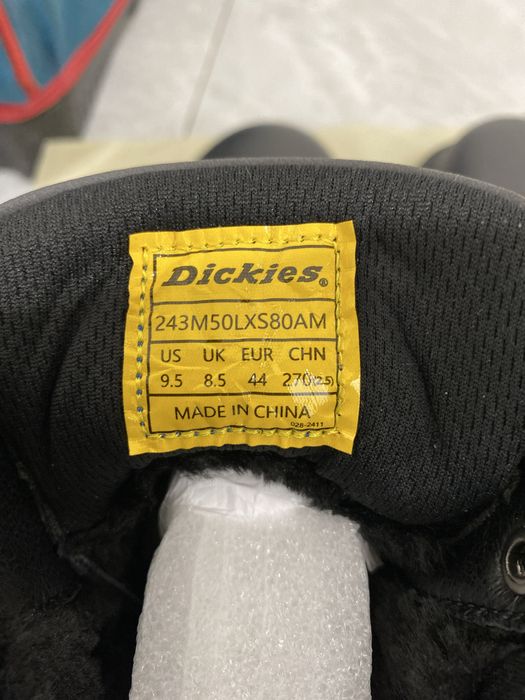 Dickies®
243M50LXS80AM
US UK EUR CHN
9.5 8.5 44 270(2.5)
MADE IN CHINA
028-2411